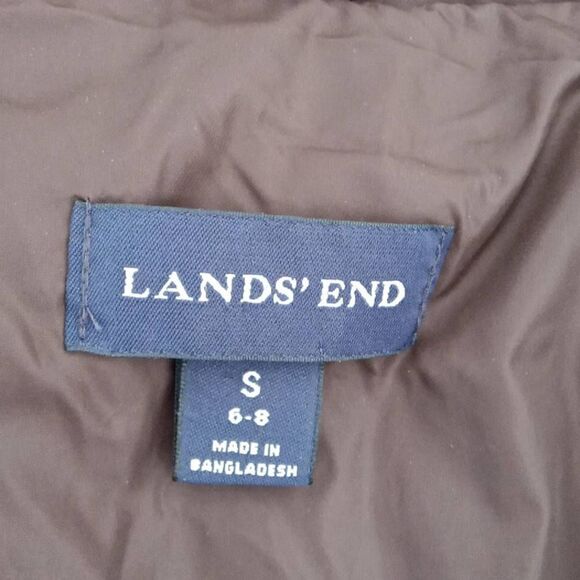 LANDS' END
S
6-8
MADE IN
BANGLADESH